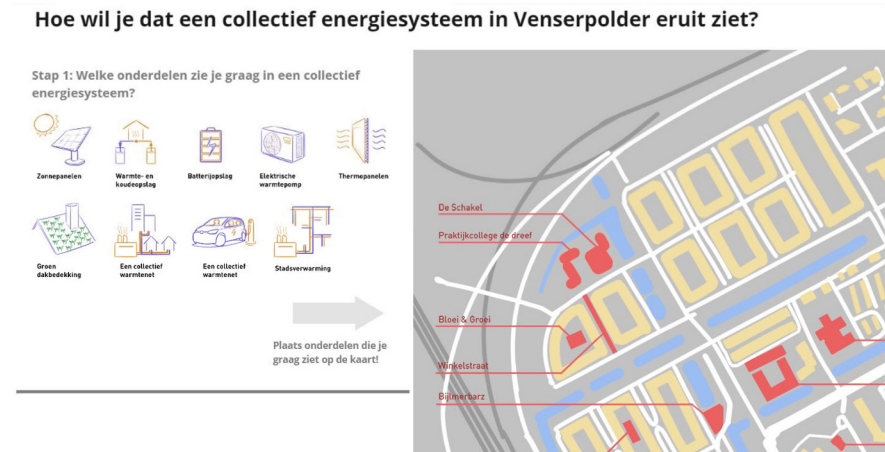 Hoe wil je dat een collectief energiesysteem in Venserpolder eruit ziet?
Stap 1: Welke onderdelen zie je graag in een collectief
energiesysteem?
Zonnepanelen
Warmte- en
koudeopslag
Batterijopslag
Elektrische
warmtepomp
Thermepanelen
Groen
dakbedekking
Een collectief
warmtenet
Een collectief
warmtenet
Stadsverwarming
Plaats onderdelen die je
graag ziet op de kaart!
De Schakel
Praktijkcollege de dreef
Bloei & Groei
Winkelstraat
Bijlmerbarz